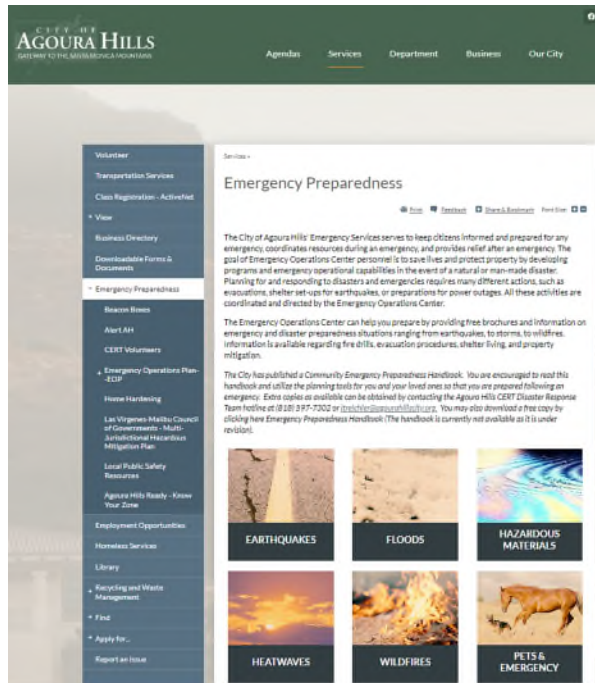 CITY OF
AGOURA HILLS
GATEWAY TO THE SANTA MONICA MOUNTAINS
Agendas Services Department Business Our City
Volunteer
Transportation Services
Class Registration - ActiveNet
+ View
Business Directory
Downloadable Forms &
Documents
Emergency Preparedness
Beacon Boxes
Alert AH
CERT Volunteers
+ Emergency Operations Plan-
-EOP
Home Hardening
Las Virgenes-Malibu Council
of Governments - Multi-
Jurisdictional Hazardous
Mitigation Plan
Local Public Safety
Resources
Agoura Hills Ready - Know
Your Zone
Employment Opportunities
Homeless Services
Library
+ Recycling and Waste
Management
+ Find
+ Apply for...
Report an Issue
Services »
Emergency Preparedness
Print Feedback Share & Bookmark Font Size:
The City of Agoura Hills' Emergency Services serves to keep citizens informed and prepared for any
emergency, coordinates resources during an emergency, and provides relief after an emergency. The
goal of Emergency Operations Center personnel is to save lives and protect property by developing
programs and emergency operational capabilities in the event of a natural or man-made disaster.
Planning for and responding to disasters and emergencies requires many different actions, such as
evacuations, shelter set-ups for earthquakes, or preparations for power outages. All these activities are
coordinated and directed by the Emergency Operations Center.
The Emergency Operations Center can help you prepare by providing free brochures and information on
emergency and disaster preparedness situations ranging from earthquakes, to storms, to wildfires.
Information is available regarding fire drills, evacuation procedures, shelter living, and property
mitigation.
The City has published a Community Emergency Preparedness Handbook. You are encouraged to read this
handbook and utilize the planning tools for you and your loved ones so that you are prepared following an
emergency. Extra copies as available can be obtained by contacting the Agoura Hills CERT Disaster Response
Team hotline at (818) 597-7302 or You may also download a free copy by
clicking here Emergency Preparedness Handbook (The handbook is currently not available as it is under
revision).
EARTHQUAKES
FLOODS
HAZARDOUS
MATERIALS
HEATWAVES
WILDFIRES
PETS &
EMERGENCY